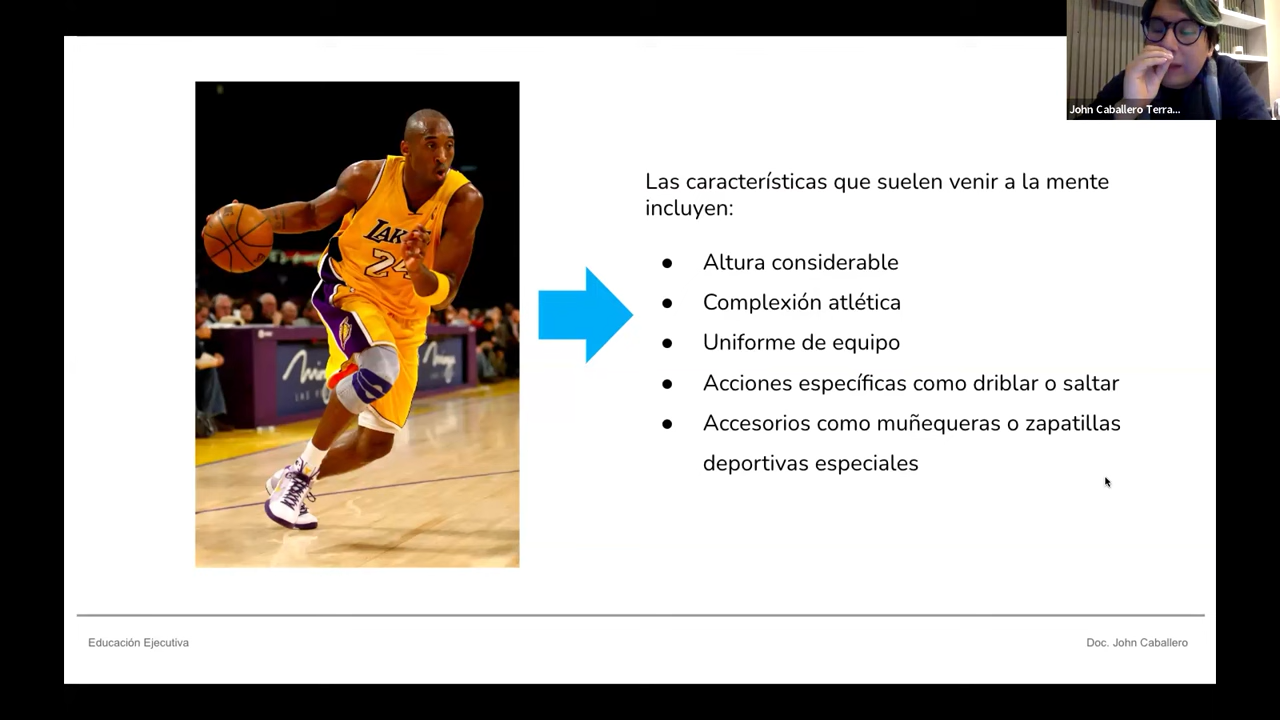 John Caballero Terra...
Las características que suelen venir a la mente
incluyen:
● Altura considerable
● Complexión atlética
● Uniforme de equipo
● Acciones específicas como driblar o saltar
● Accesorios como muñequeras o zapatillas
deportivas especiales
LAK
24
Educación Ejecutiva
Doc. John Caballero